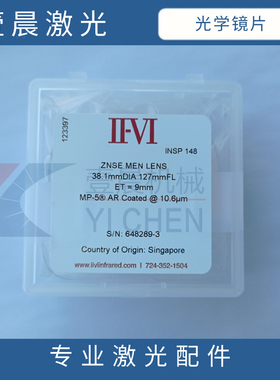 壹晨激光
光学镜片
II-VI
INSP 148
123397
ZNSE MEN LENS
38.1mmDIA 127mmFL
ET = 9mm
MP-5® AR Coated @ 10.6µm
YI CHEN
S/N: 648289-3
Country of Origin: Singapore
www.iiviinfrared.com | 724-352-1504
专业激光配件